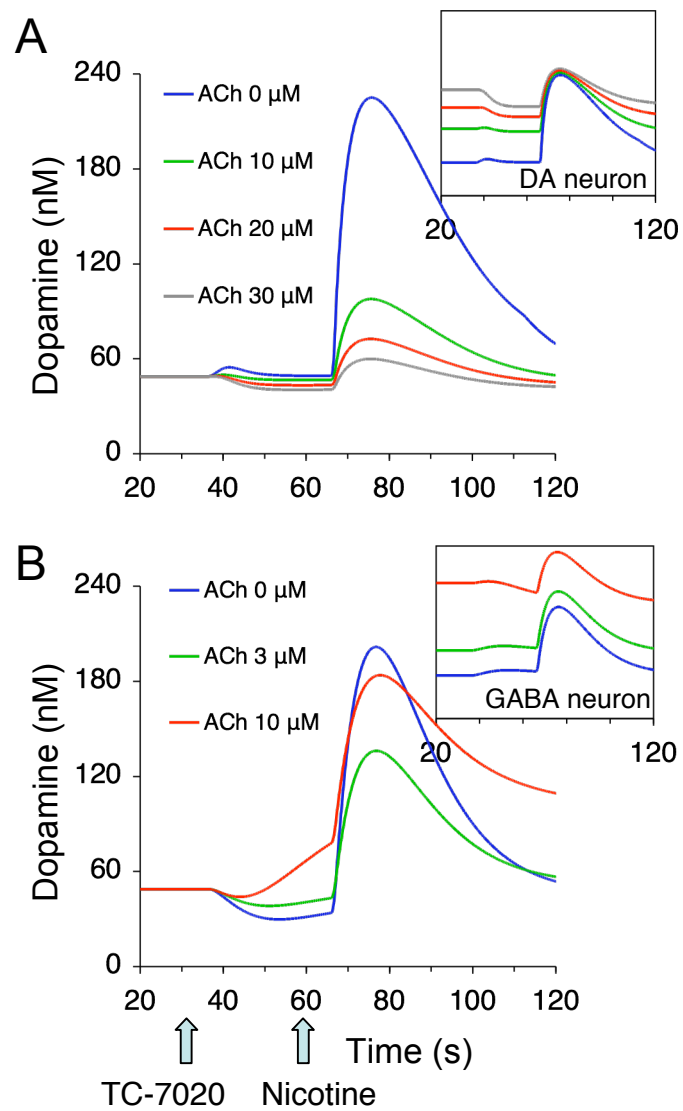 A
Dopamine (nM)
240
180
120
60
0
ACh 0 µM
ACh 10 µM
ACh 20 µM
ACh 30 µM
DA neuron
20 120
20 40 60 80 100 120
B
Dopamine (nM)
240
180
120
60
0
ACh 0 µM
ACh 3 µM
ACh 10 µM
GABA neuron
20 120
20 40 60 80 100 120
Time (s)
TC-7020 Nicotine